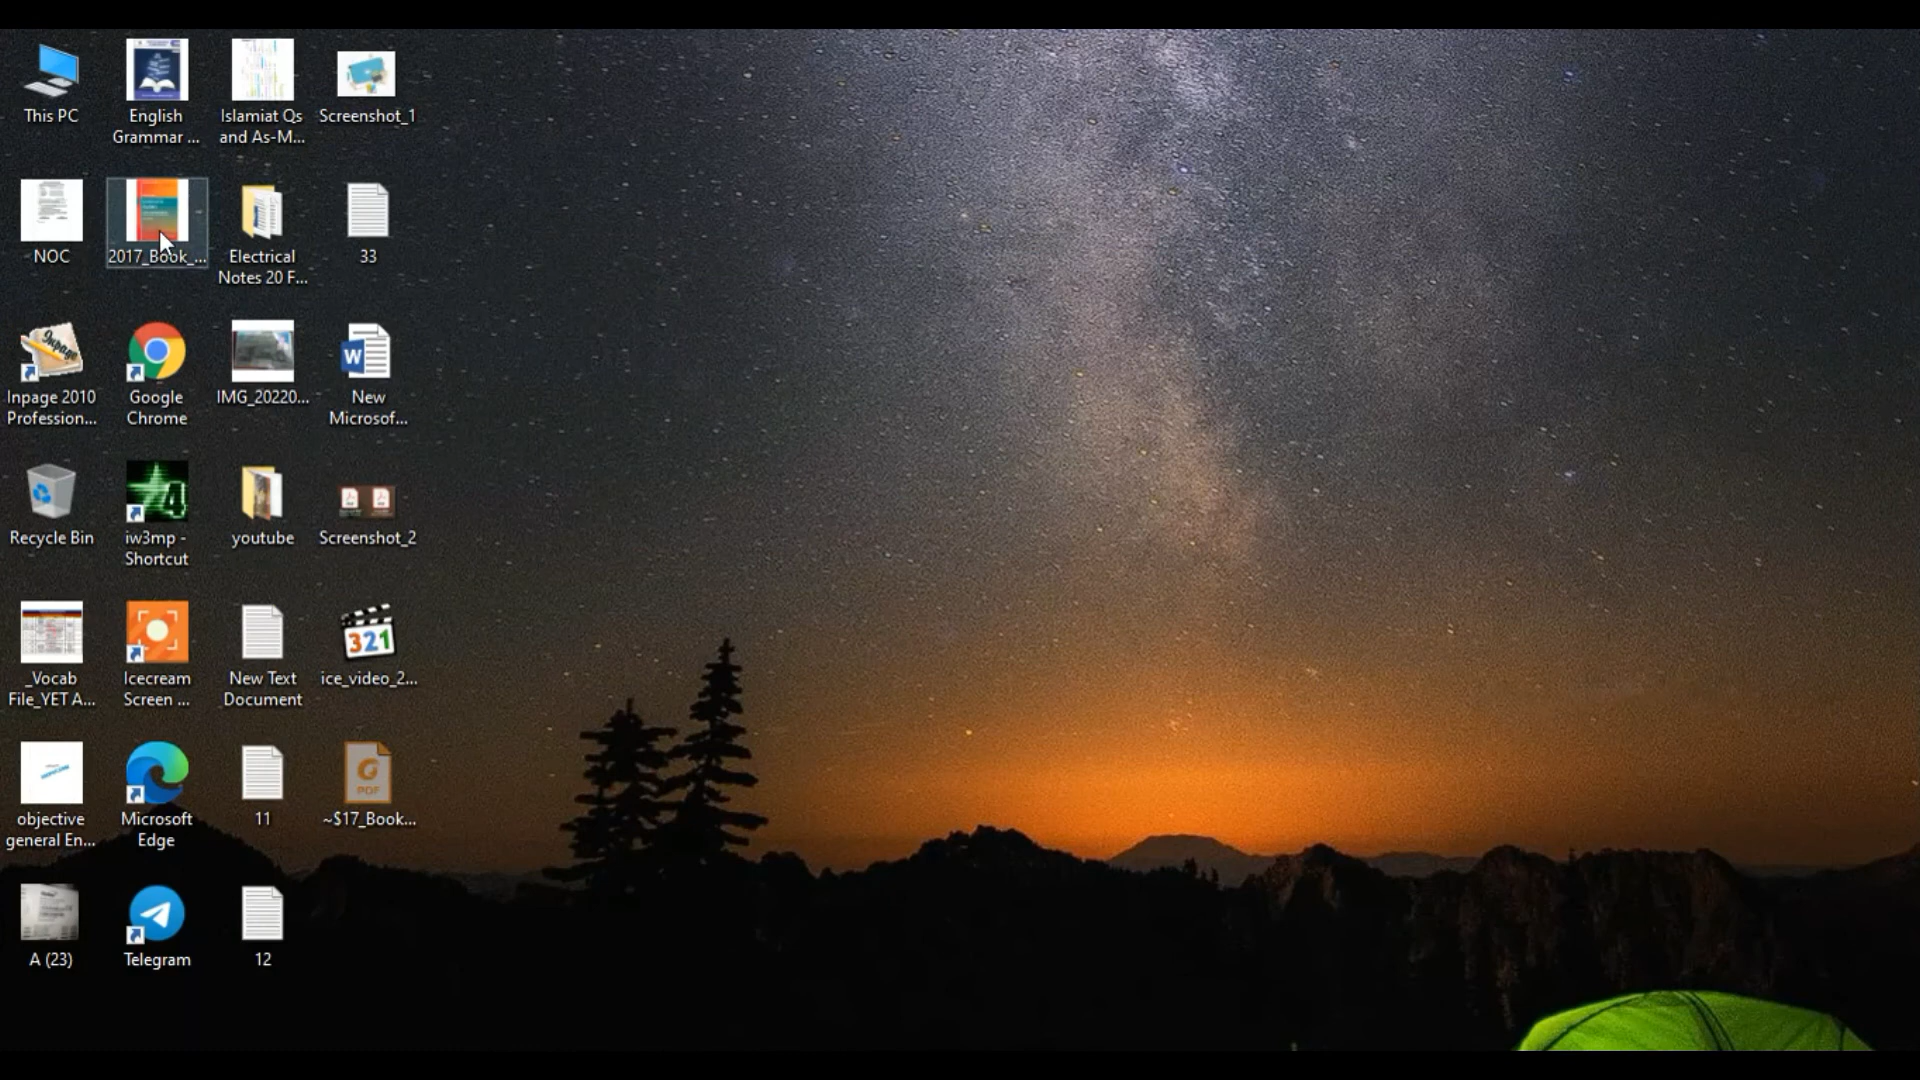 This PC
English
Grammar ...
Islamiat Qs
and As-M...
Screenshot_1
NOC
2017_Book_...
Electrical
Notes 20 F...
33
Inpage 2010
Profession...
Google
Chrome
IMG_20220...
New
Microsof...
Recycle Bin
iw3mp -
Shortcut
youtube
Screenshot_2
_Vocab
File_YET A...
Icecream
Screen ...
New Text
Document
ice_video_2...
objective
general En...
Microsoft
Edge
11
~$17_Book...
A (23)
Telegram
12